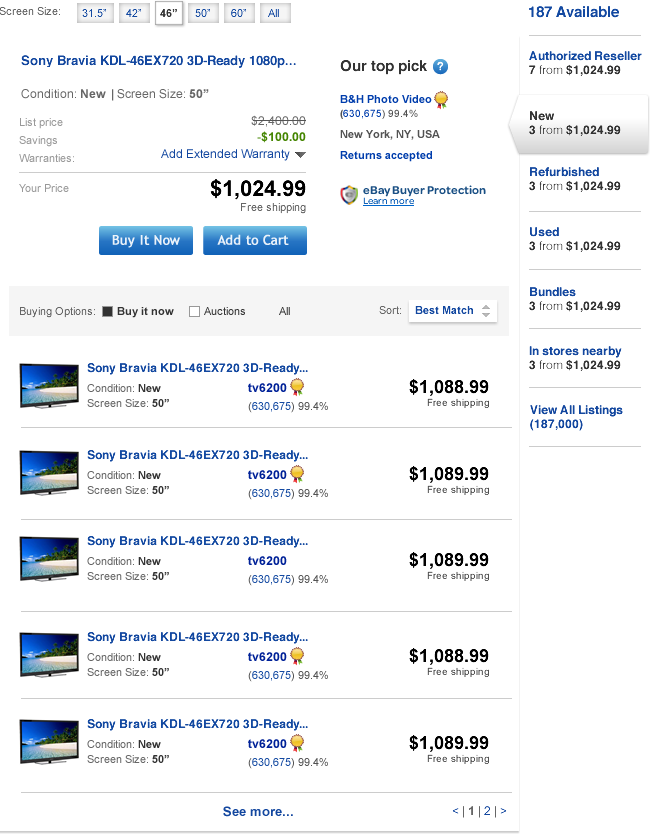 Screen Size: 31.5” 42” 46” 50” 60” All
Sony Bravia KDL-46EX720 3D-Ready 1080p...
Condition: New | Screen Size: 50”
List price $2,400.00
Savings -$100.00
Warranties: Add Extended Warranty
Your Price $1,024.99
Free shipping
Buy It Now Add to Cart
Our top pick ?
B&H Photo Video
(630,675) 99.4%
New York, NY, USA
Returns accepted
eBay Buyer Protection
Learn more
187 Available
Authorized Reseller
7 from $1,024.99
New
3 from $1,024.99
Refurbished
3 from $1,024.99
Used
3 from $1,024.99
Bundles
3 from $1,024.99
In stores nearby
3 from $1,024.99
View All Listings
(187,000)
Buying Options: Buy it now Auctions All Sort: Best Match
Sony Bravia KDL-46EX720 3D-Ready...
Condition: New tv6200 $1,088.99
Screen Size: 50” (630,675) 99.4% Free shipping
Sony Bravia KDL-46EX720 3D-Ready...
Condition: New tv6200 $1,089.99
Screen Size: 50” (630,675) 99.4% Free shipping
Sony Bravia KDL-46EX720 3D-Ready...
Condition: New tv6200 $1,089.99
Screen Size: 50” (630,675) 99.4% Free shipping
Sony Bravia KDL-46EX720 3D-Ready...
Condition: New tv6200 $1,088.99
Screen Size: 50” (630,675) 99.4% Free shipping
Sony Bravia KDL-46EX720 3D-Ready...
Condition: New tv6200 $1,089.99
Screen Size: 50” (630,675) 99.4% Free shipping
See more... < | 1 | 2 | >